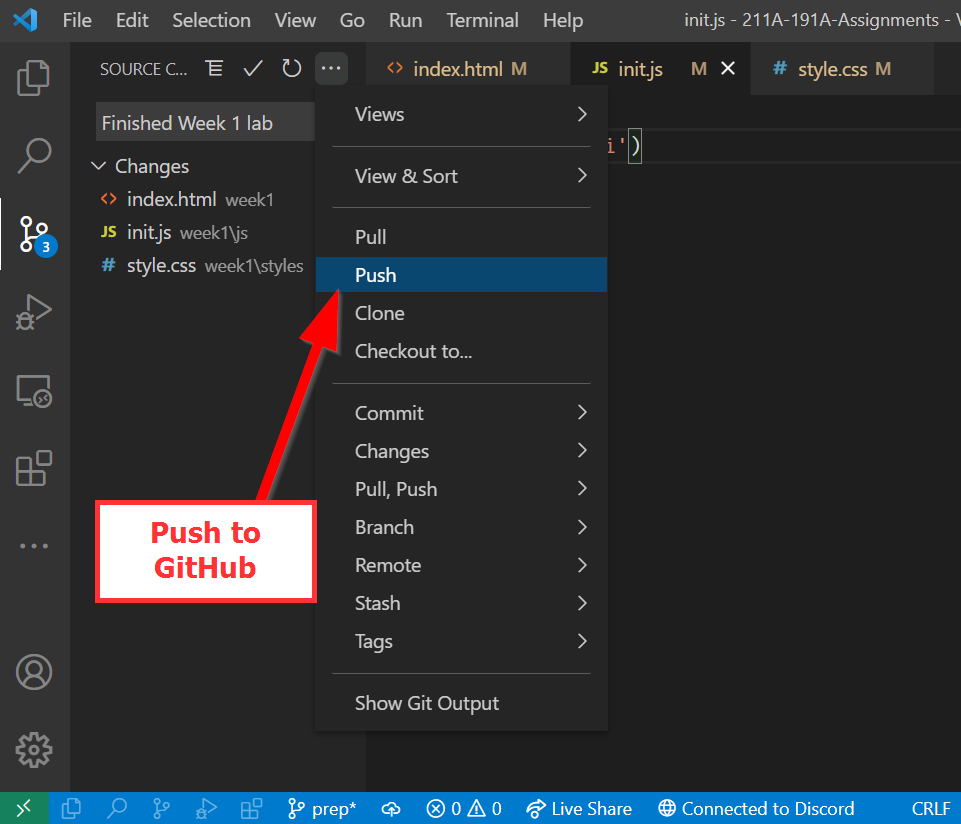 File Edit Selection View Go Run Terminal Help init.js - 211A-191A-Assignments -
SOURCE C...
index.html M
JS init.js M
# style.css M
Finished Week 1 lab
Changes
index.html week1
JS init.js week1\js
# style.css week1\styles
3
i')
Views
View & Sort
Pull
Push
Clone
Checkout to...
Commit
Changes
Pull, Push
Branch
Remote
Stash
Tags
Show Git Output
Push to
GitHub
prep* 0 0 Live Share Connected to Discord CRLF